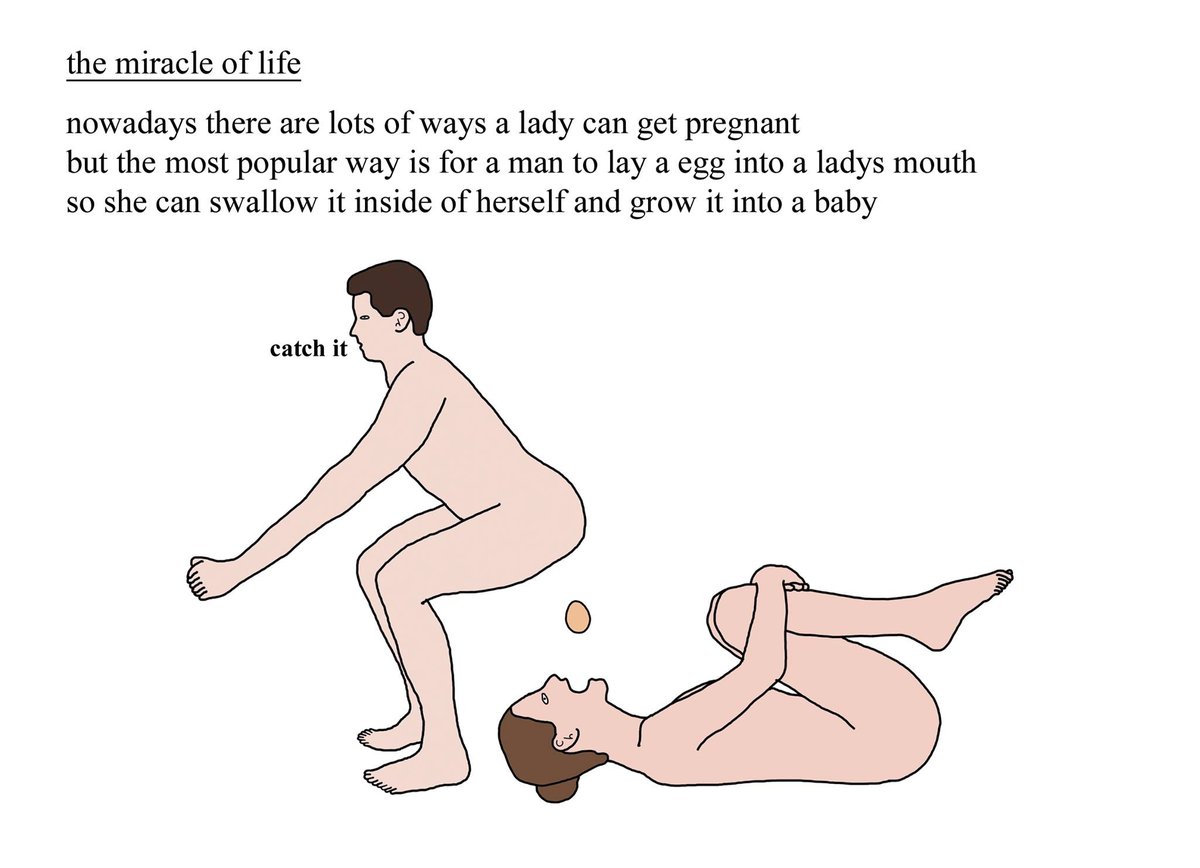 the miracle of life
nowadays there are lots of ways a lady can get pregnant
but the most popular way is for a man to lay a egg into a ladys mouth
so she can swallow it inside of herself and grow it into a baby
catch it